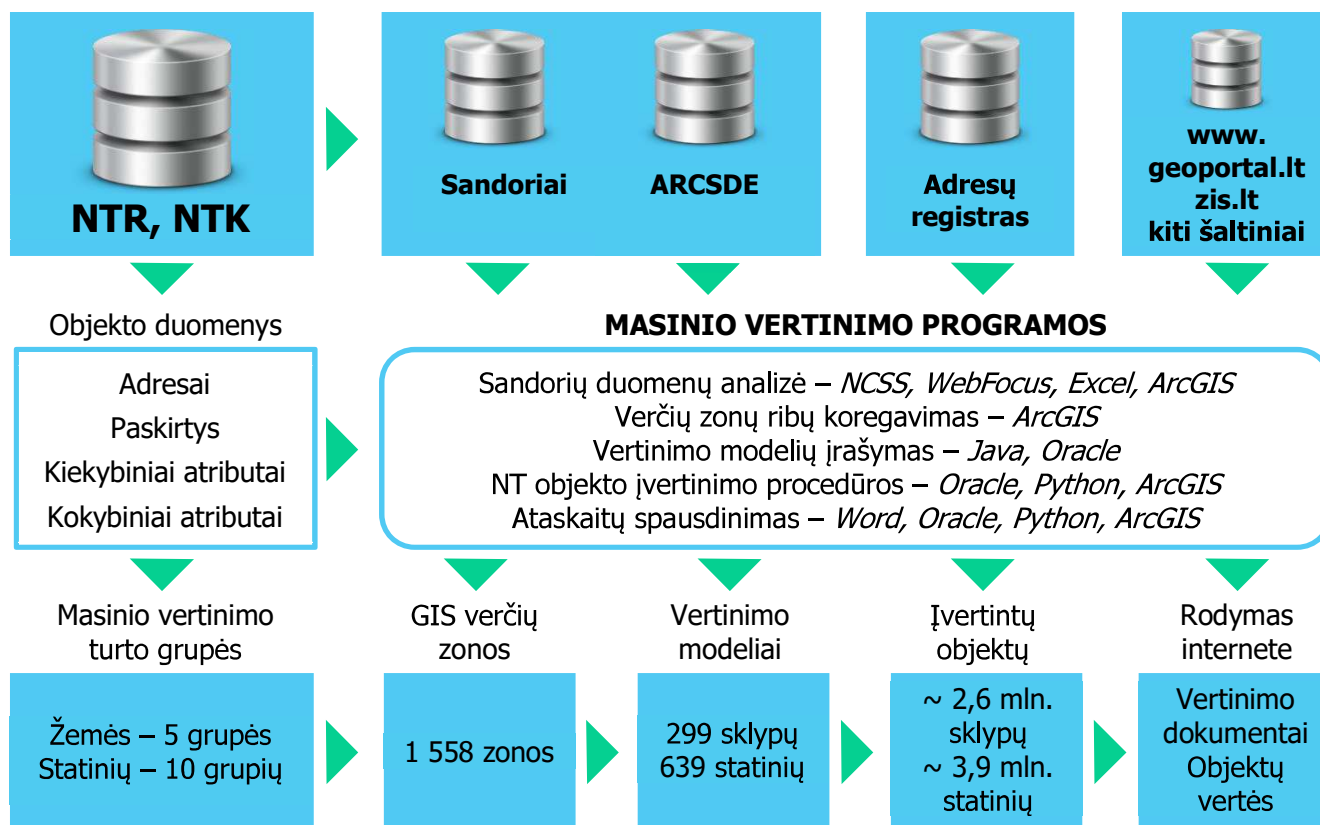 NTR, NTK
Sandoriai
ARCSDE
Adresų
registras
www.
geoportal.lt
zis.lt
kiti šaltiniai
Objekto duomenys
Adresai
Paskirtys
Kiekybiniai atributai
Kokybiniai atributai
MASINIO VERTINIMO PROGRAMOS
Sandorių duomenų analizė – NCSS, WebFocus, Excel, ArcGIS
Verčių zonų ribų koregavimas – ArcGIS
Vertinimo modelių įrašymas – Java, Oracle
NT objekto įvertinimo procedūros – Oracle, Python, ArcGIS
Ataskaitų spausdinimas – Word, Oracle, Python, ArcGIS
Masinio vertinimo
turto grupės
Žemės – 5 grupės
Statinių – 10 grupių
GIS verčių
zonos
1 558 zonos
Vertinimo
modeliai
299 sklypų
639 statinių
Įvertintų
objektų
~ 2,6 mln.
sklypų
~ 3,9 mln.
statinių
Rodymas
internete
Vertinimo
dokumentai
Objektų
vertės